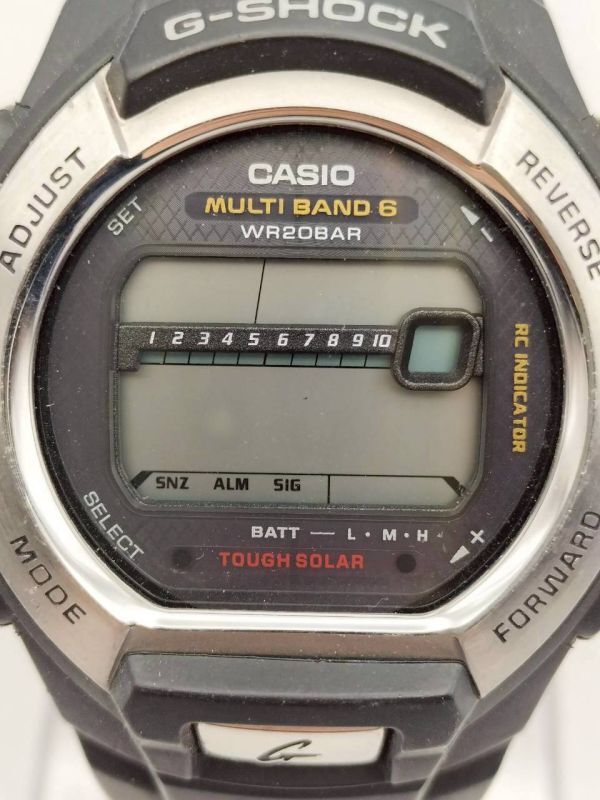 G-SHOCK
ADJUST
REVERSE
CASIO
SET
MULTI BAND 6
WR20BAR
1 2 3 4 5 6 7 8 9 10
RC INDICATOR
SNZ ALM SIG
SELECT
BATT — L · M · H
TOUGH SOLAR
MODE
FORWARD
G